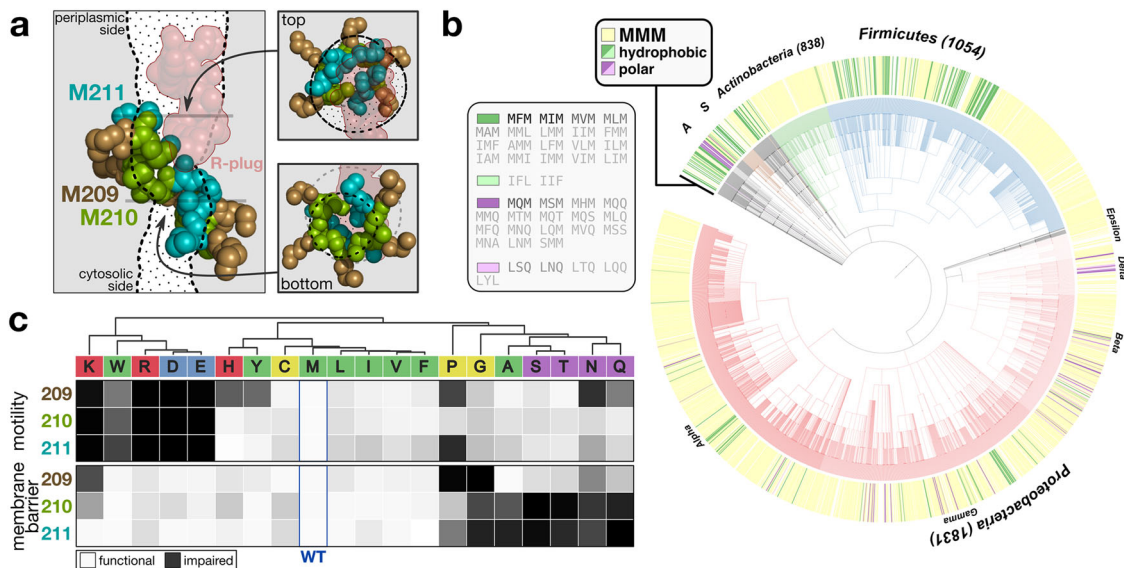 a
periplasmic
side
M211
R-plug
M209
M210
cytosolic
side
top
bottom
b
MMM
hydrophobic
polar
MFM MIM MVM MLM
MAM MML LMM IIM FMM
IMF AMM LFM VLM ILM
IAM MMI IMM VIM LIM
IFL IIF
MQM MSM MHM MQQ
MMQ MTM MQT MQS MLQ
MFQ MNQ LQM MVQ MSS
MNA LNM SMM
LSQ LNQ LTQ LQQ
LYL
A
S
Actinobacteria (838)
Firmicutes (1054)
Epsilon
Delta
Beta
Proteobacteria (1831)
Gamma
Alpha
c
K W R D E H Y C M L I V F P G A S T N Q
motility
209
210
211
membrane
barrier
209
210
211
functional impaired
WT